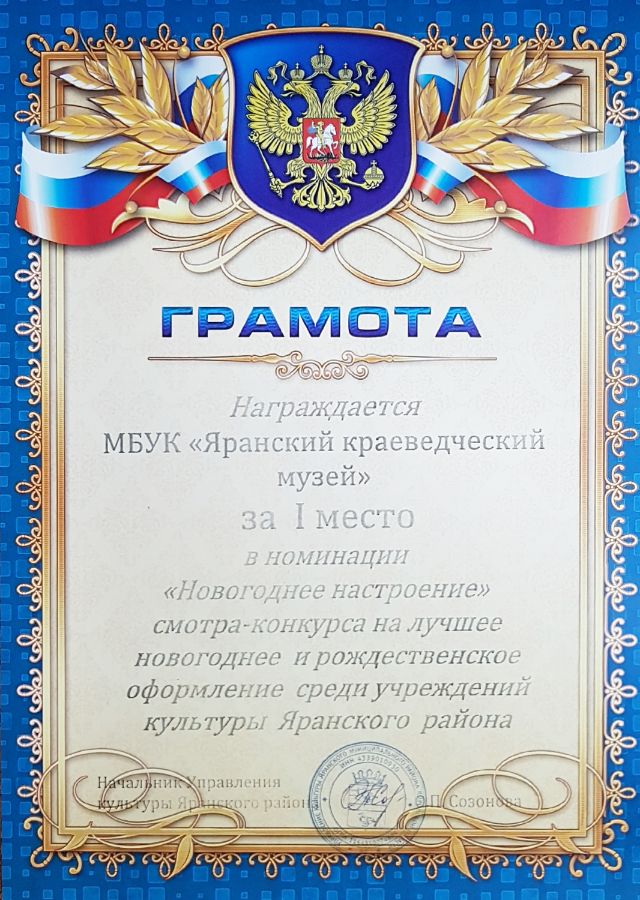 ГРАМОТА
Награждается
МБУК «Яранский краеведческий
музей»
за I место
в номинации
«Новогоднее настроение»
смотра-конкурса на лучшее
новогоднее и рождественское
оформление среди учреждений
культуры Яранского района
Начальник Управления
культуры Яранского района
Созонова